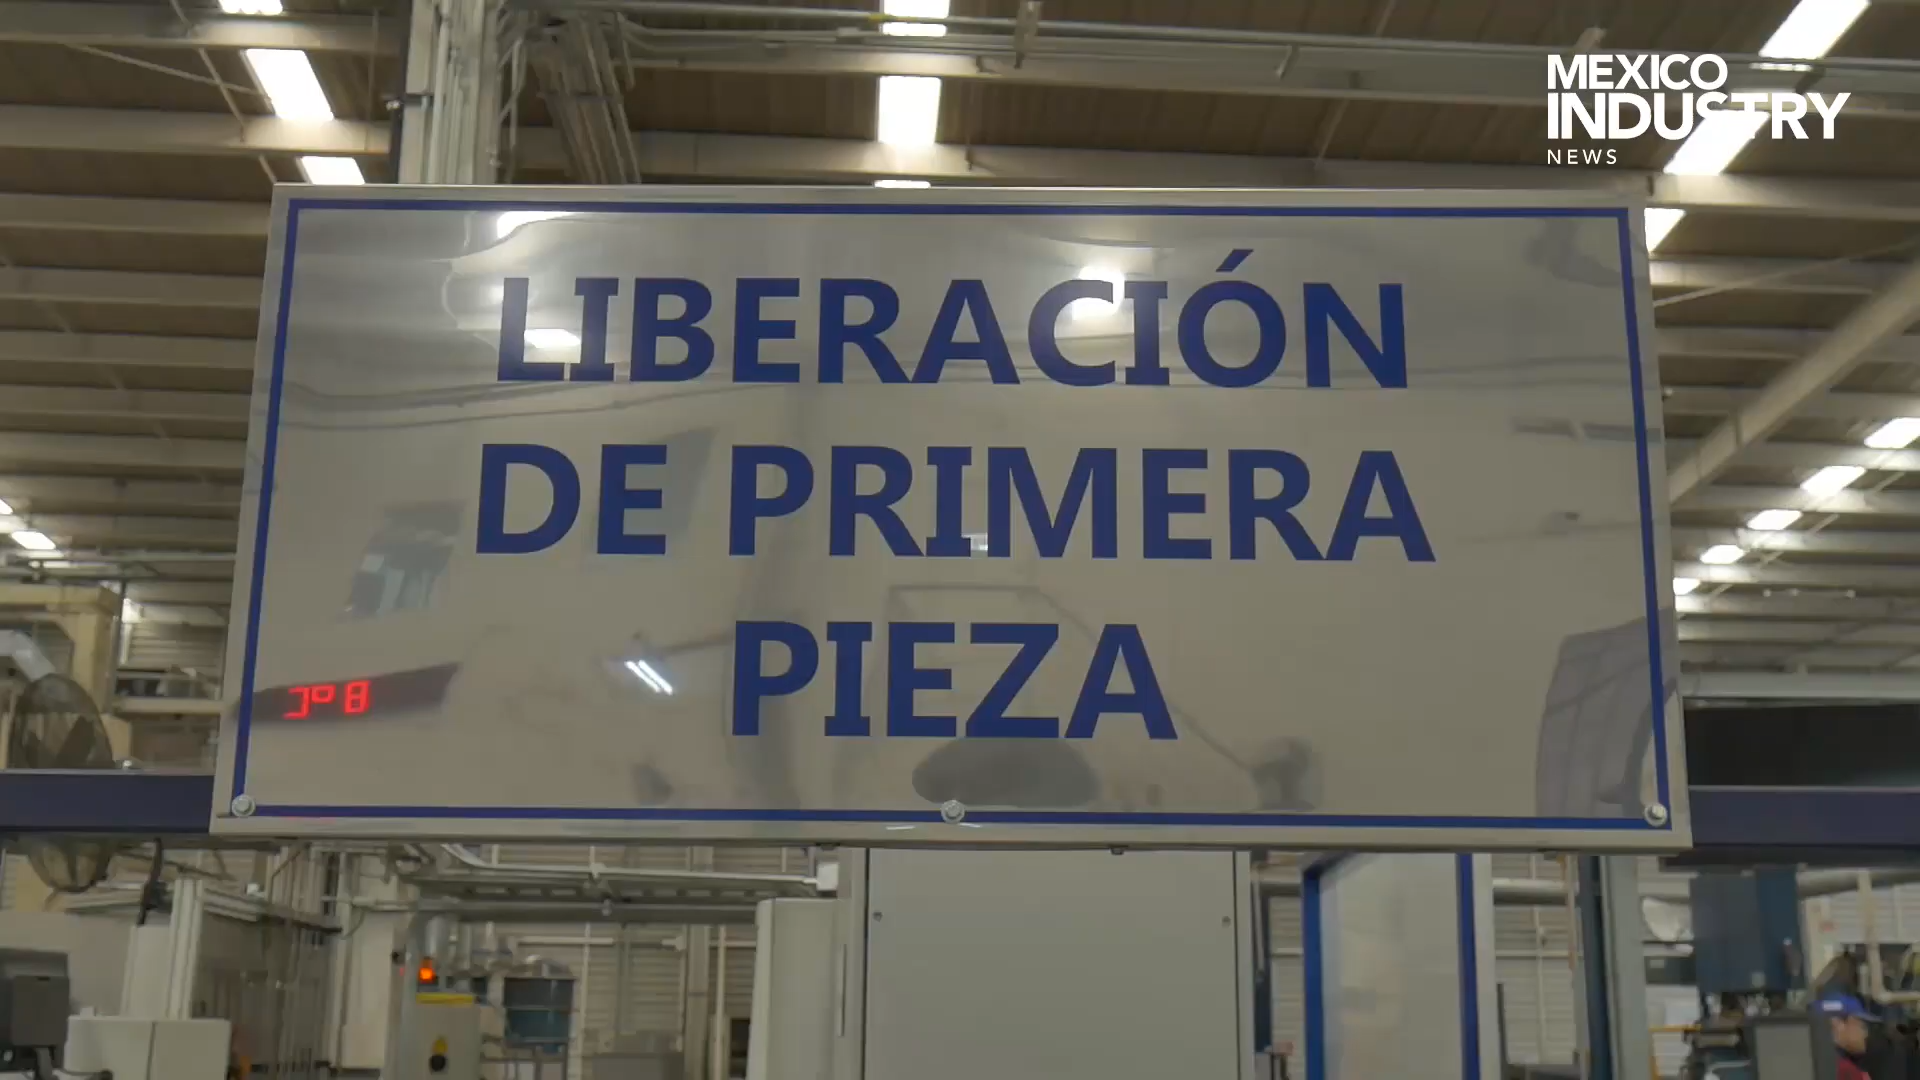 MEXICO
INDUSTRY
NEWS
LIBERACIÓN
DE PRIMERA
PIEZA